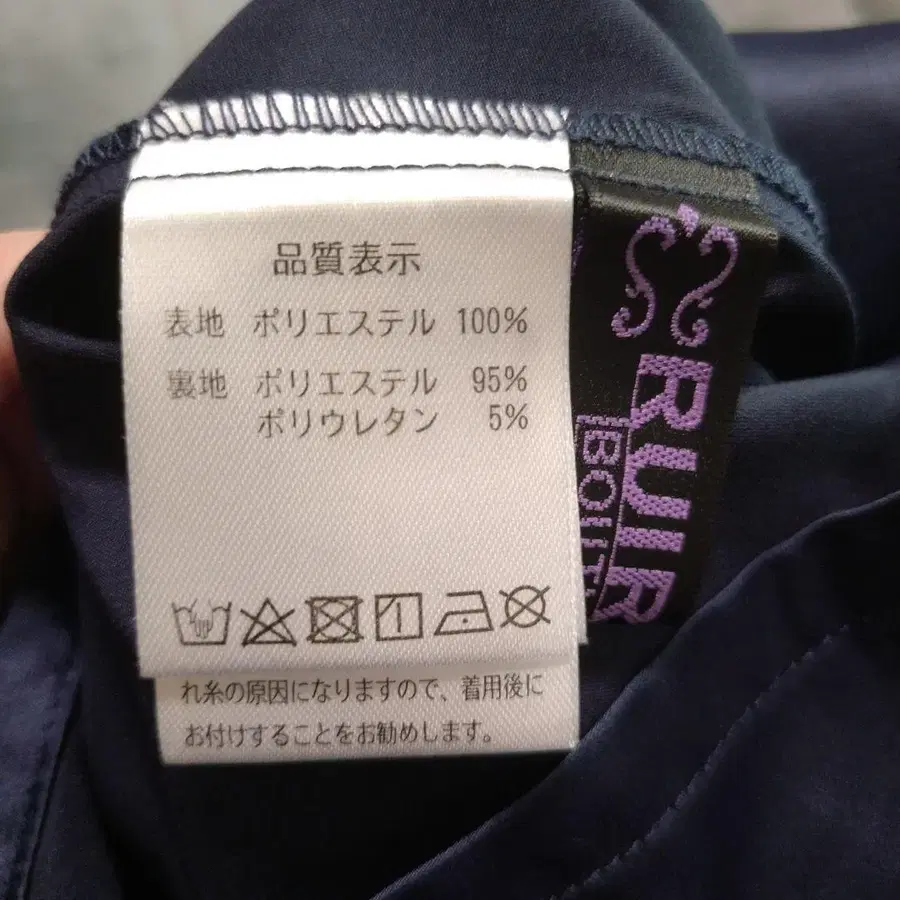 品質表示
表地 ポリエステル 100%
裏地 ポリエステル 95%
ポリウレタン 5%
れ糸の原因になりますので、着用後に
お付けすることをお勧めします。